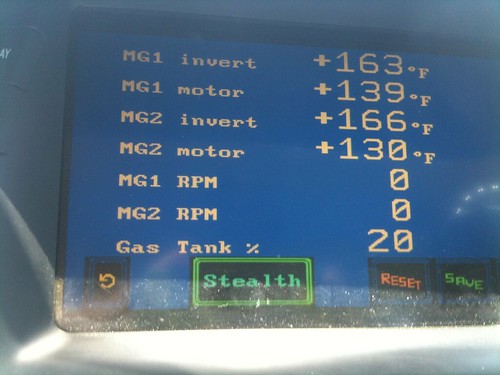 MG1 invert +163°F
AY
MG1 motor +139°F
MG2 invert +166°F
MG2 motor +130°F
MG1 RPM 0
MG2 RPM 0
Gas Tank % 20
Stealth RESET SAVE